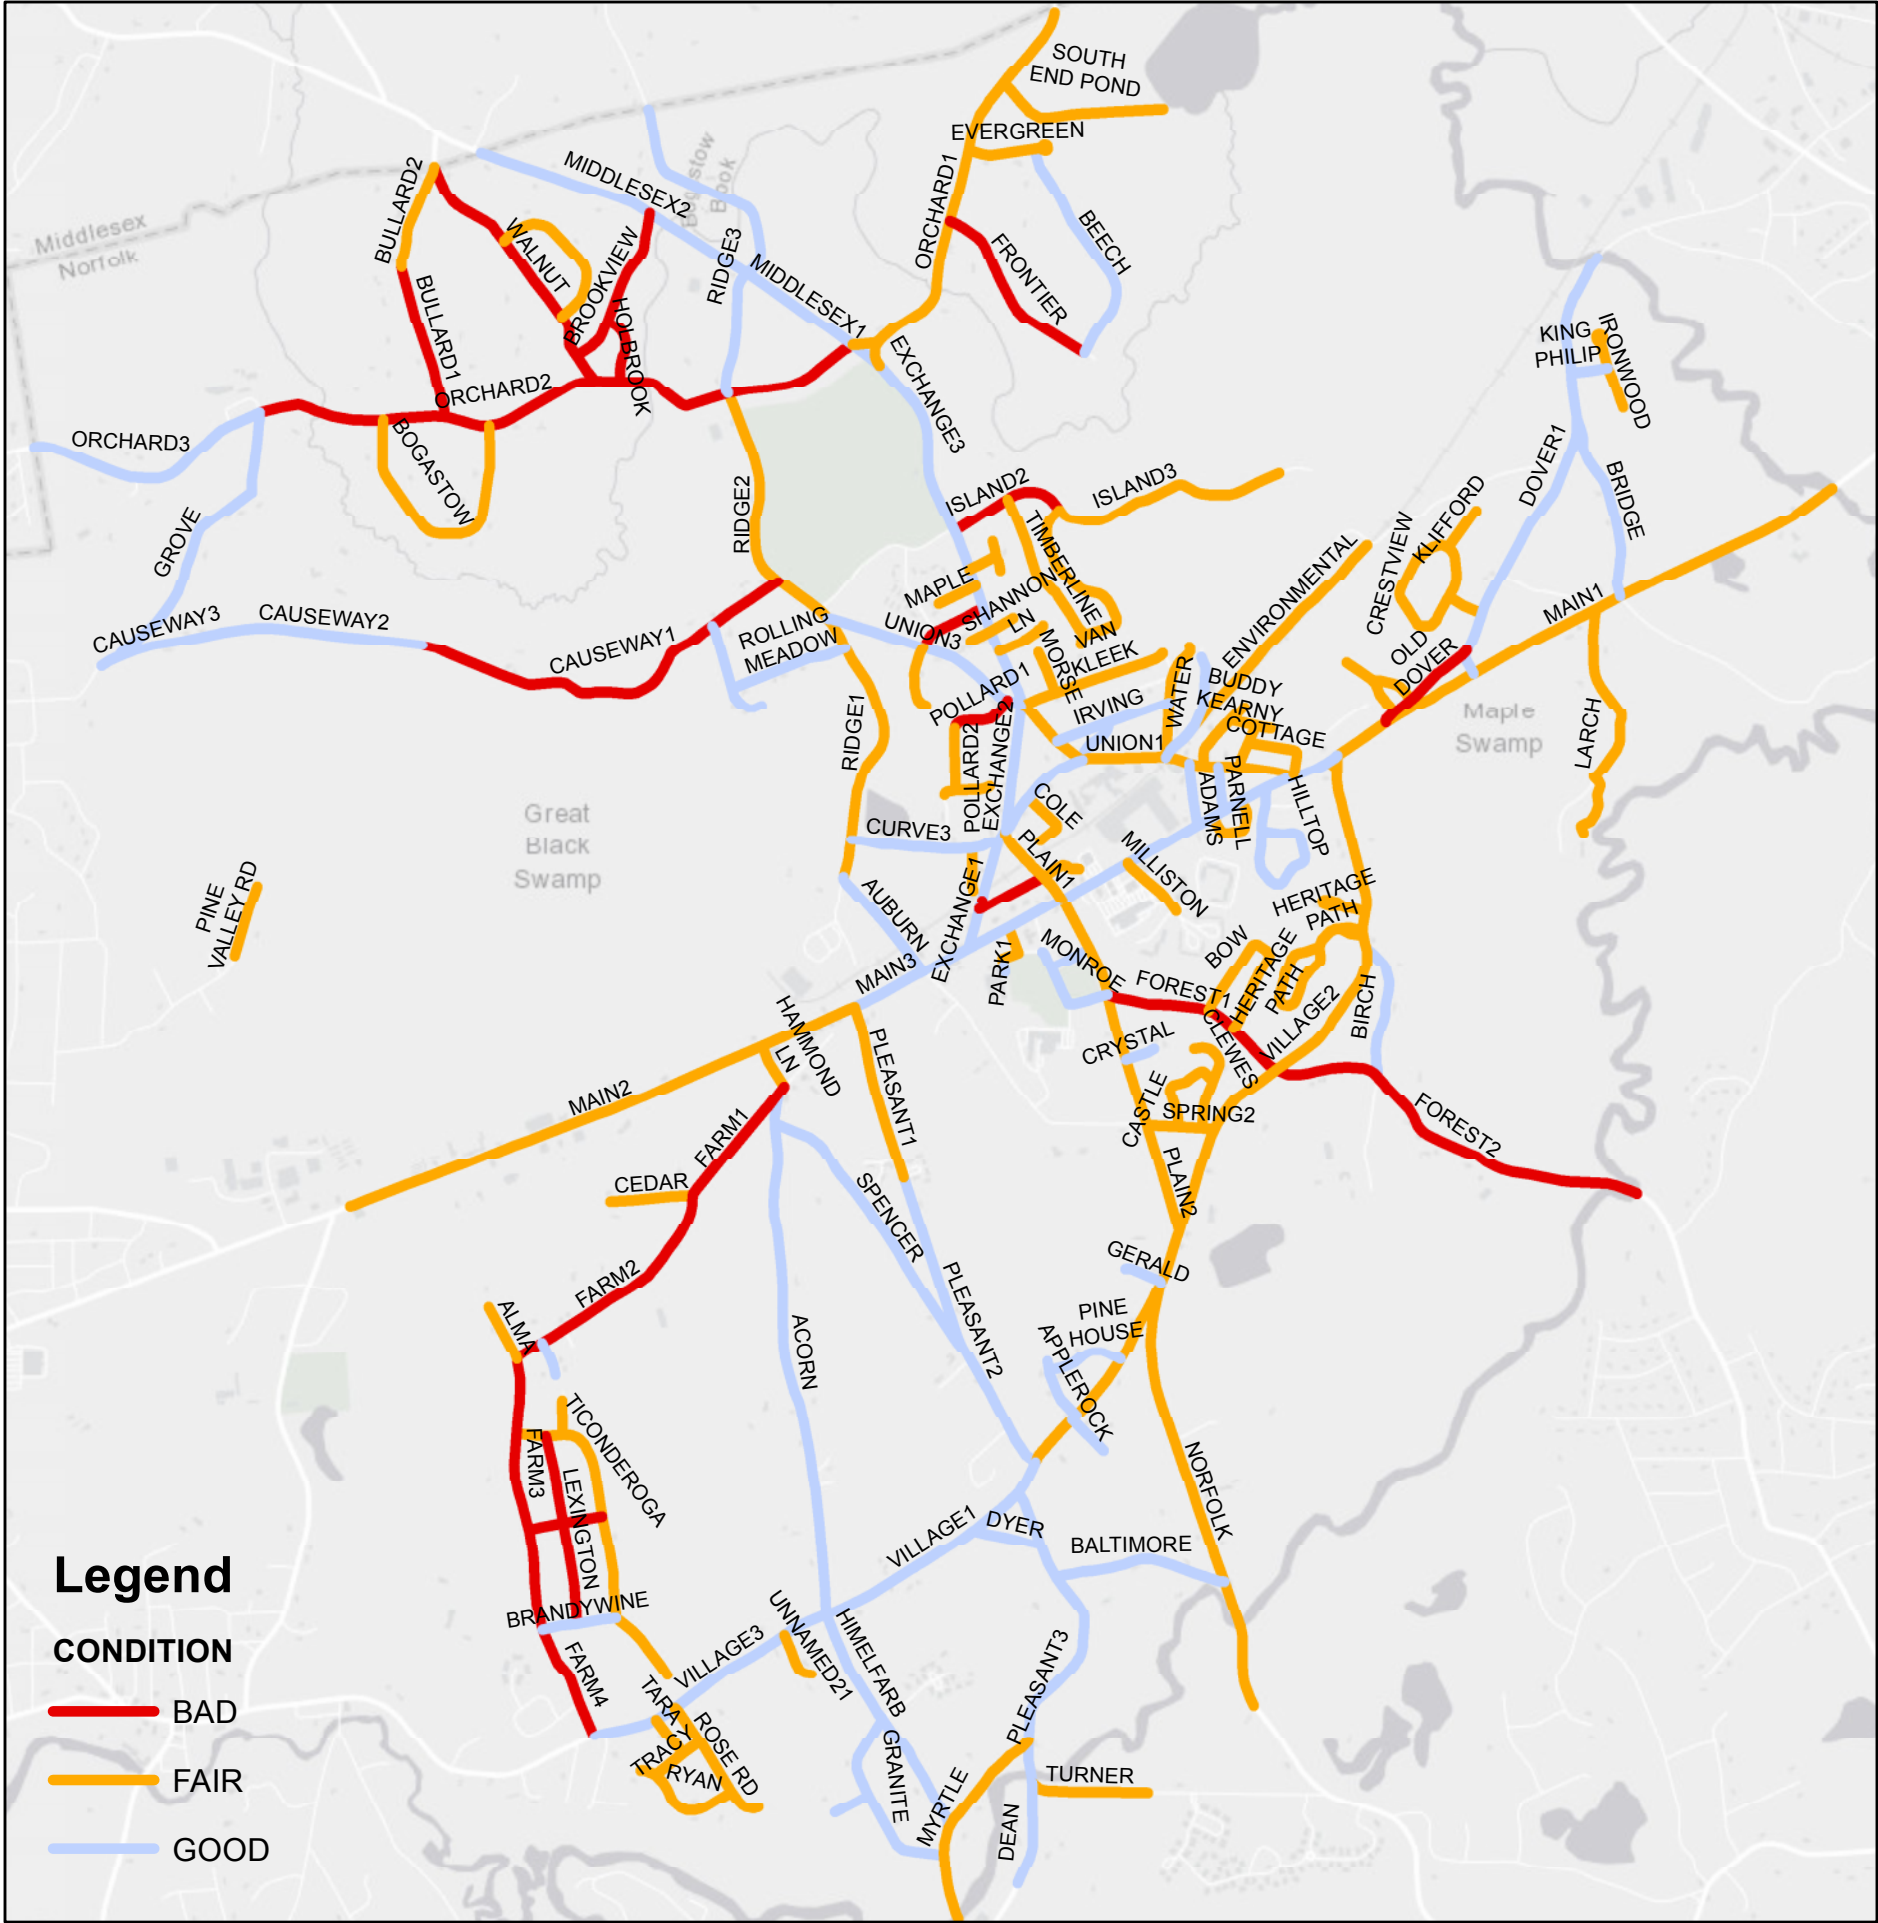 SOUTH
END POND
EVERGREEN
ORCHARD1
BEECH
FRONTIER
BULLARD2
MIDDLESEX2
Book
Middlesex
Norfolk
WALNUT
BROOKVIEW
HOLBROOK
RIDGE3
MIDDLESEX1
BULLARD1
ORCHARD2
EXCHANGE3
KING
PHILIP
IRONWOOD
ORCHARD3
BOGASTOW
RIDGE2
ISLAND2
ISLAND3
DOVER1
BRIDGE
GROVE
TIMBERLINE
KLIFFORD
CRESTVIEW
ENVIRONMENTAL
CAUSEWAY3
CAUSEWAY2
CAUSEWAY1
ROLLING
MEADOW
UNION3
MAPLE
SHANNON
LN
MORSE
VAN
KLEEK
MAIN1
OLD
DOVER
BUDDY
KEARNY
WATER
IRVING
POLLARD1
POLLARD2
EXCHANGE2
UNION1
COTTAGE
Maple
Swamp
LARCH
RIDGE1
ADAMS
PARNELL
HILLTOP
COLE
Great
Black
Swamp
CURVE3
PLAIN1
MILLISTON
PINE
VALLEY RD
AUBURN
EXCHANGE1
HERITAGE
PATH
BOW
HERITAGE
PATH
MAIN3
PARK1
MONROE
FOREST1
VILLAGE2
BIRCH
HAMMOND
LN
PLEASANT1
CRYSTAL
CLEWES
CASTLE
SPRING2
FOREST2
MAIN2
FARM1
CEDAR
SPENCER
PLAIN2
FARM2
ALMA
ACORN
PLEASANT2
GERALD
PINE
HOUSE
APPLEROCK
TICONDEROGA
FARM3
LEXINGTON
NORFOLK
VILLAGE1
DYER
BALTIMORE
BRANDYWINE
FARM4
VILLAGE3
UNNAMED21
HIMELFARB
PLEASANT3
TARA
TRACY
ROSE RD
RYAN
GRANITE
MYRTLE
TURNER
DEAN
Legend
CONDITION
BAD
FAIR
GOOD